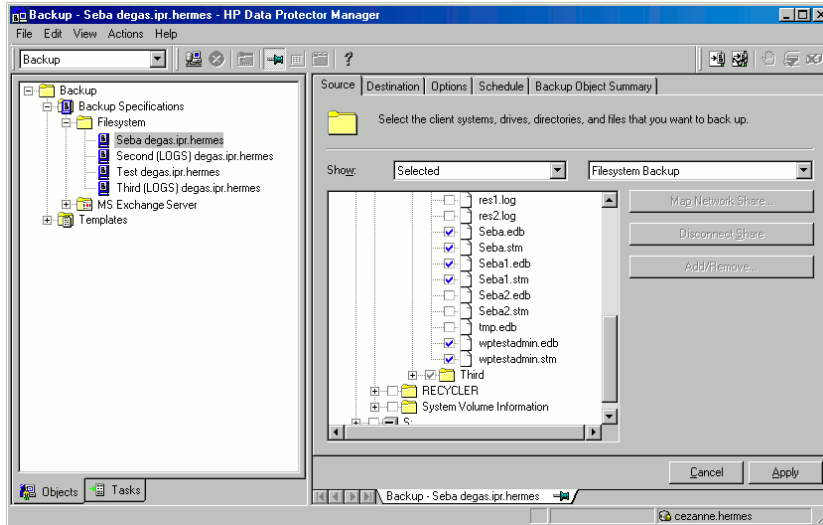 Backup - Seba degas.ipr.hermes - HP Data Protector Manager
File Edit View Actions Help
Backup
Source Destination Options Schedule Backup Object Summary
Select the client systems, drives, directories, and files that you want to back up.
Show: Selected Filesystem Backup
Backup
Backup Specifications
Filesystem
Seba degas.ipr.hermes
Second (LOGS) degas.ipr.hermes
Test degas.ipr.hermes
Third (LOGS) degas.ipr.hermes
MS Exchange Server
Templates
res1.log
res2.log
Seba.edb
Seba.stm
Seba1.edb
Seba1.stm
Seba2.edb
Seba2.stm
tmp.edb
wptestadmin.edb
wptestadmin.stm
Third
RECYCLER
System Volume Information
S:
Map Network Share...
Disconnect Share
Add/Remove...
Cancel Apply
Objects Tasks
Backup - Seba degas.ipr.hermes
cezanne.hermes